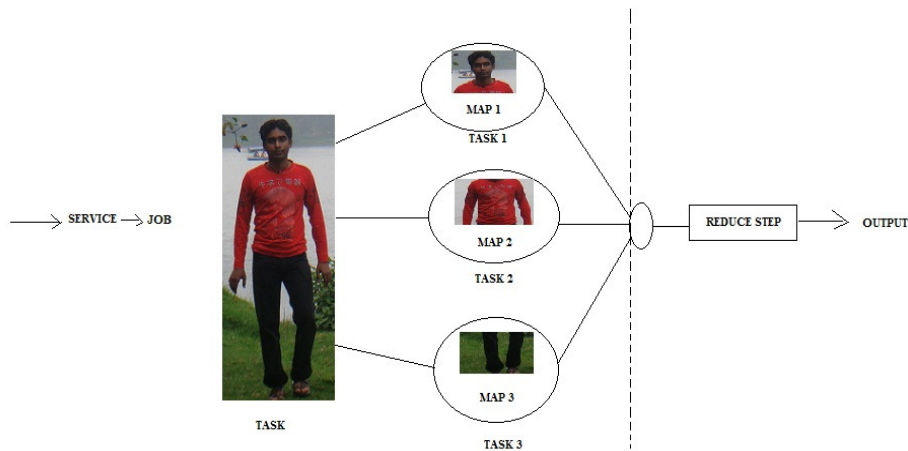 SERVICE
JOB
TASK
MAP 1
TASK 1
MAP 2
TASK 2
MAP 3
TASK 3
REDUCE STEP
OUTPUT